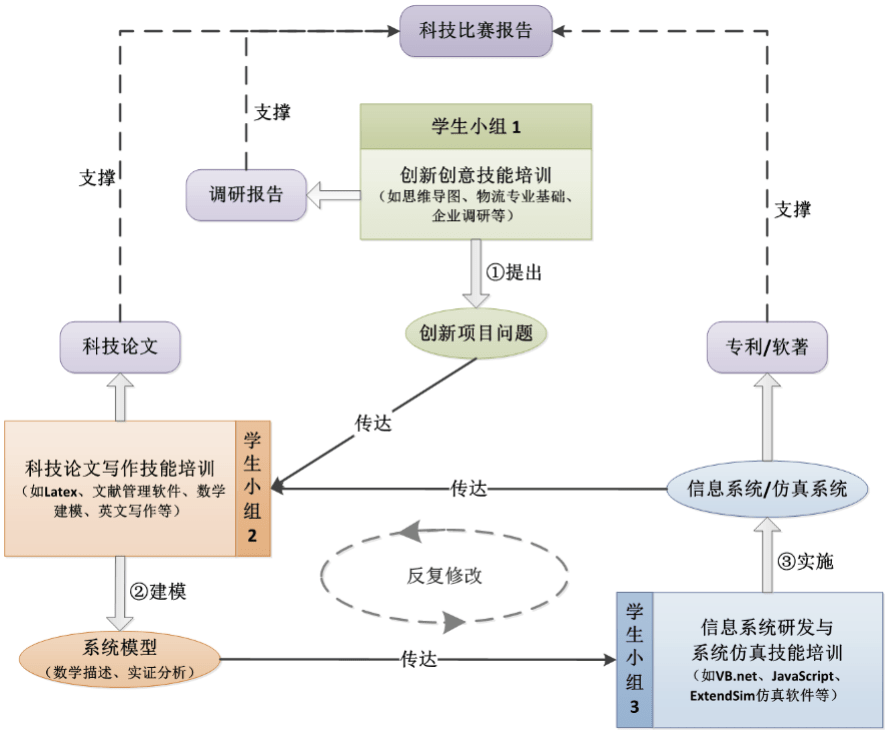 科技比赛报告
支撑
学生小组 1
支撑
创新创意技能培训
（如思维导图、物流专业基础、
企业调研等）
调研报告
支撑
①提出
创新项目问题
科技论文
专利/软著
传达
科技论文写作技能培训
（如Latex、文献管理软件、数学
建模、英文写作等）
学
生
小
组
2
传达
信息系统/仿真系统
反复修改
③实施
②建模
系统模型
（数学描述、实证分析）
传达
学
生
小
组
3
信息系统研发与
系统仿真技能培训
（如VB.net、JavaScript、
ExtendSim仿真软件等）